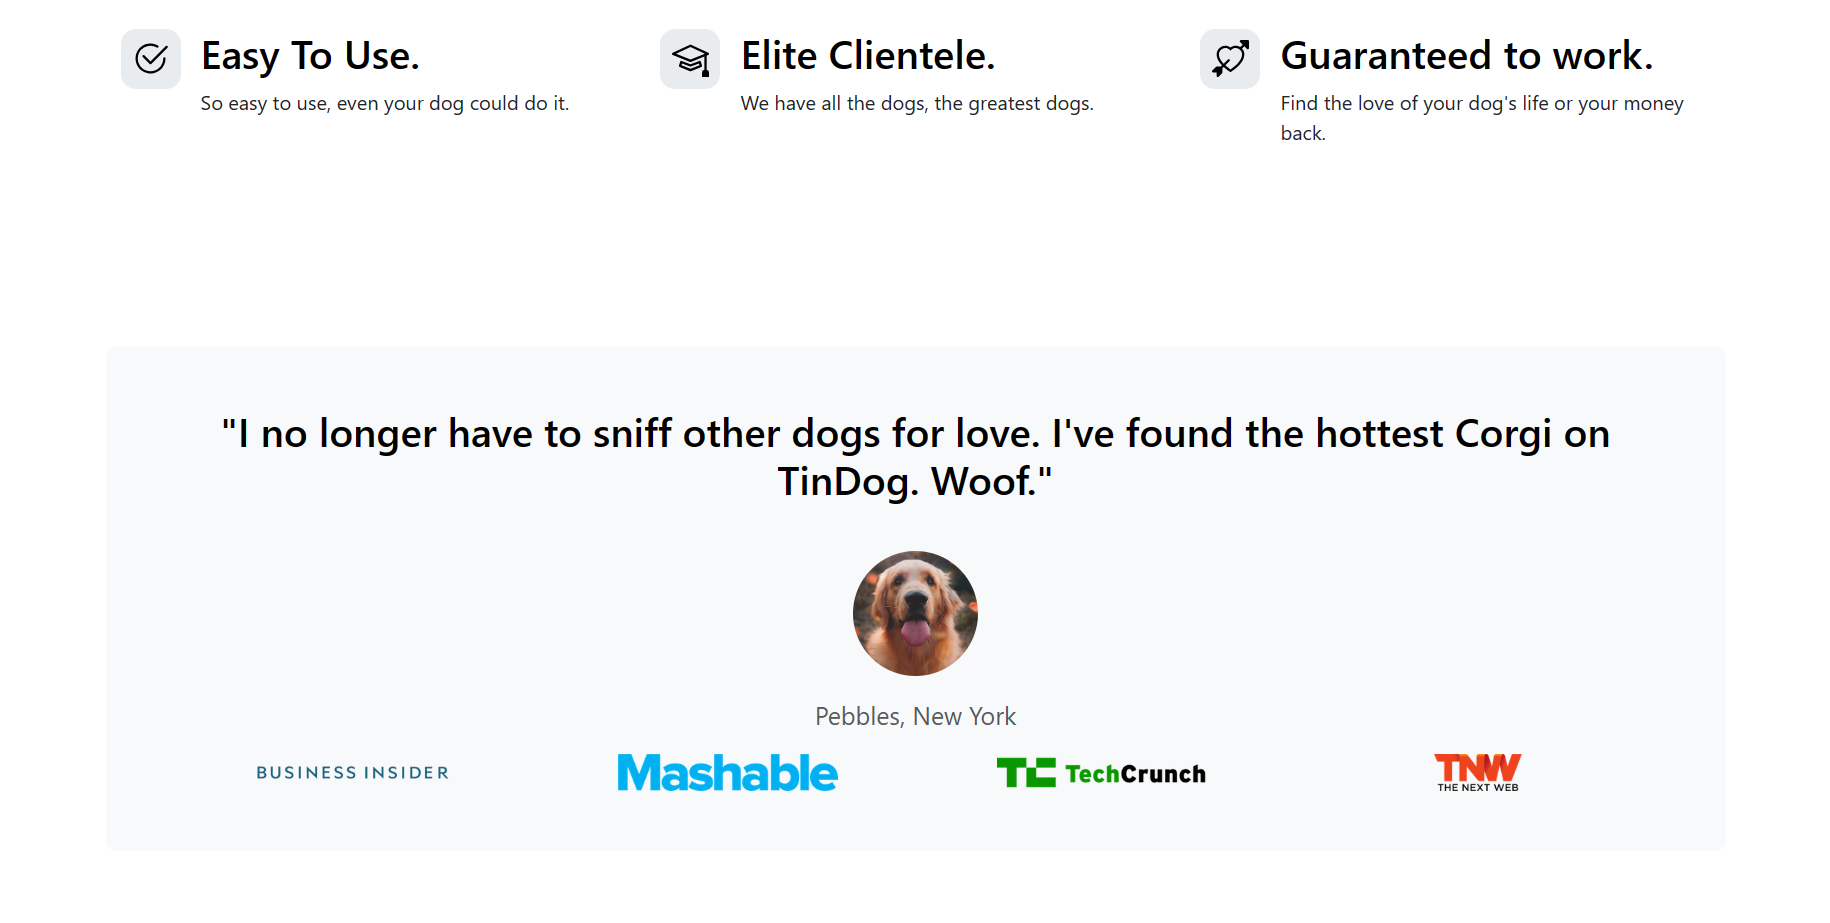 Easy To Use.
So easy to use, even your dog could do it.
Elite Clientele.
We have all the dogs, the greatest dogs.
Guaranteed to work.
Find the love of your dog's life or your money
back.
"I no longer have to sniff other dogs for love. I've found the hottest Corgi on
TinDog. Woof."
Pebbles, New York
BUSINESS INSIDER
Mashable
TC TechCrunch
TNW
THE NEXT WEB